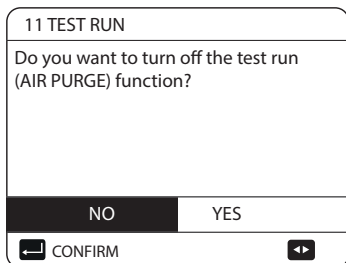 11 TEST RUN
Do you want to turn off the test run
(AIR PURGE) function?
NO YES
CONFIRM